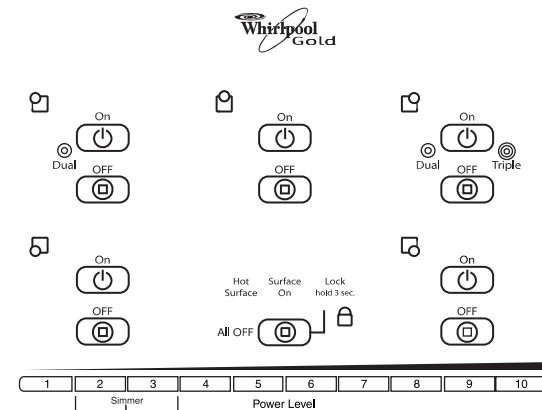 Whirlpool
Gold
On On On
Dual Dual Triple
OFF OFF OFF
On On
Hot Surface Lock
Surface On hold 3 sec.
OFF All OFF OFF
1 2 3 4 5 6 7 8 9 10
Simmer Power Level